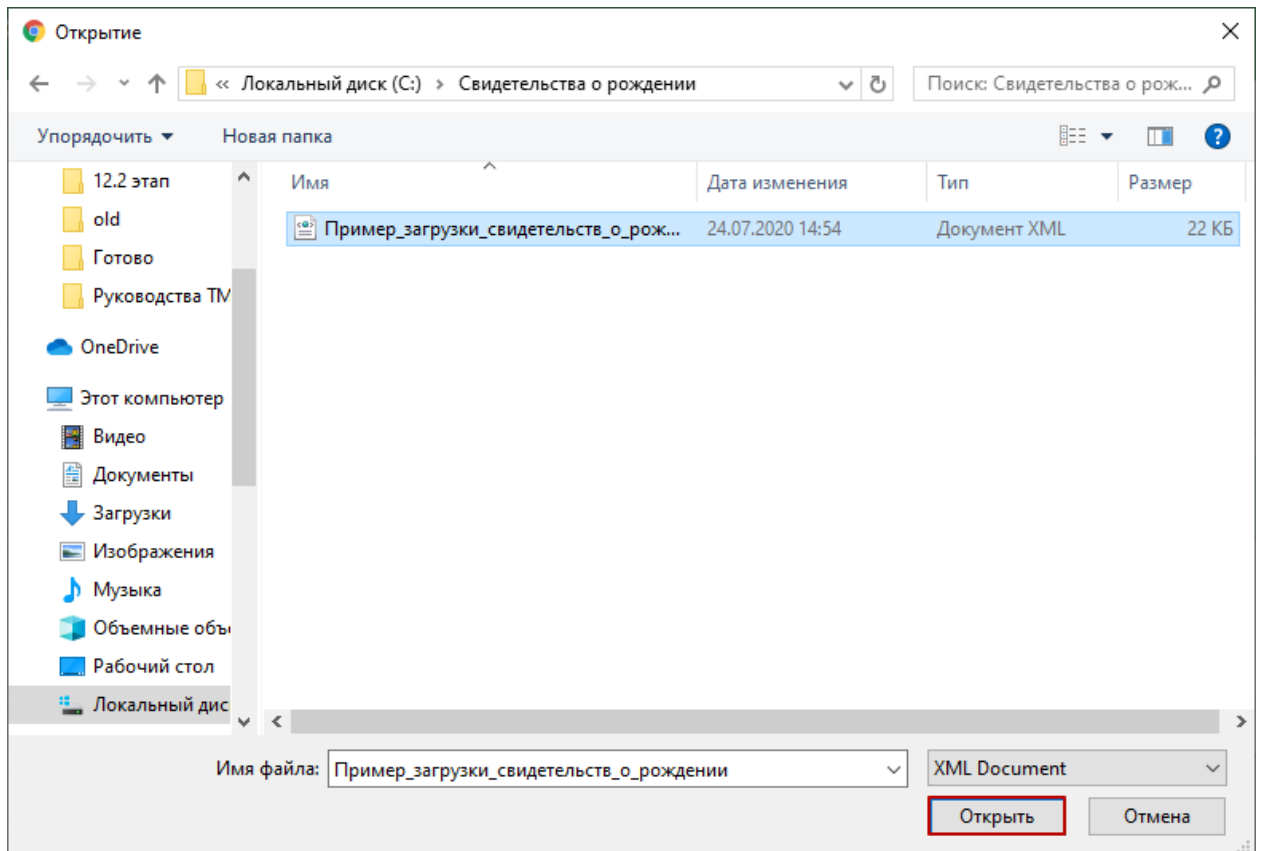 Открытие
« Локальный диск (C:) › Свидетельства о рождении
Поиск: Свидетельства о рож...
Упорядочить
Новая папка
?
12.2 этап
old
Готово
Руководства ТМ
OneDrive
Этот компьютер
Видео
Документы
Загрузки
Изображения
Музыка
Объемные объ
Рабочий стол
Локальный дис
Имя Дата изменения Тип Размер
Пример_загрузки_свидетельств_о_рож... 24.07.2020 14:54 Документ XML 22 КБ
Имя файла: Пример_загрузки_свидетельств_о_рождении
XML Document
Открыть Отмена